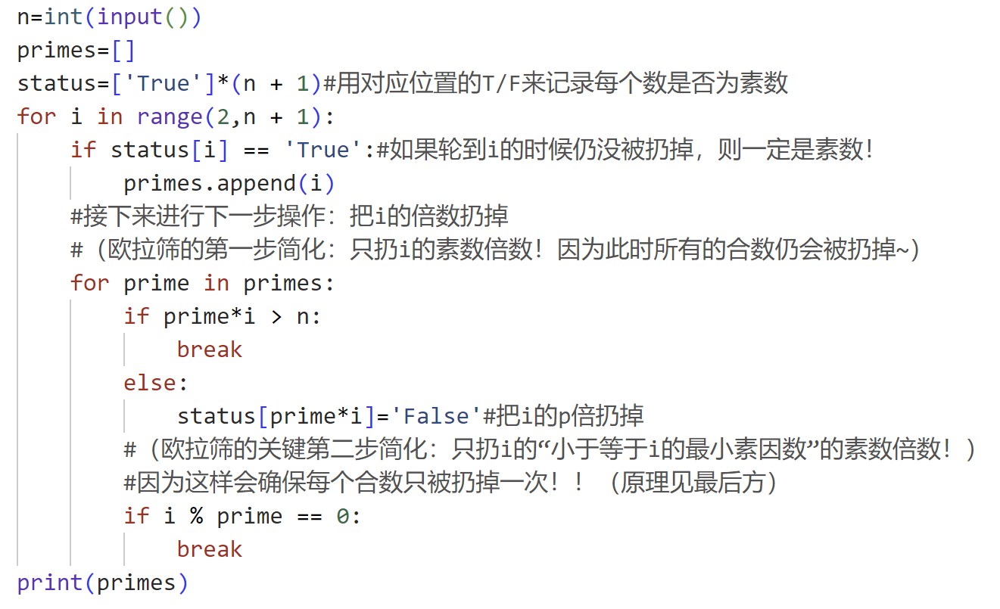 n=int(input())
primes=[]
status=['True']*(n + 1)#用对应位置的T/F来记录每个数是否为素数
for i in range(2,n + 1):
    if status[i] == 'True':#如果轮到i的时候仍没被扔掉，则一定是素数！
        primes.append(i)
    #接下来进行下一步操作：把i的倍数扔掉
    #（欧拉筛的第一步简化：只扔i的素数倍数！因为此时所有的合数仍会被扔掉~）
    for prime in primes:
        if prime*i > n:
            break
        else:
            status[prime*i]='False'#把i的p倍扔掉
        #（欧拉筛的关键第二步简化：只扔i的“小于等于i的最小素因数”的素数倍数！）
        #因为这样会确保每个合数只被扔掉一次！！（原理见最后方）
        if i % prime == 0:
            break
print(primes)